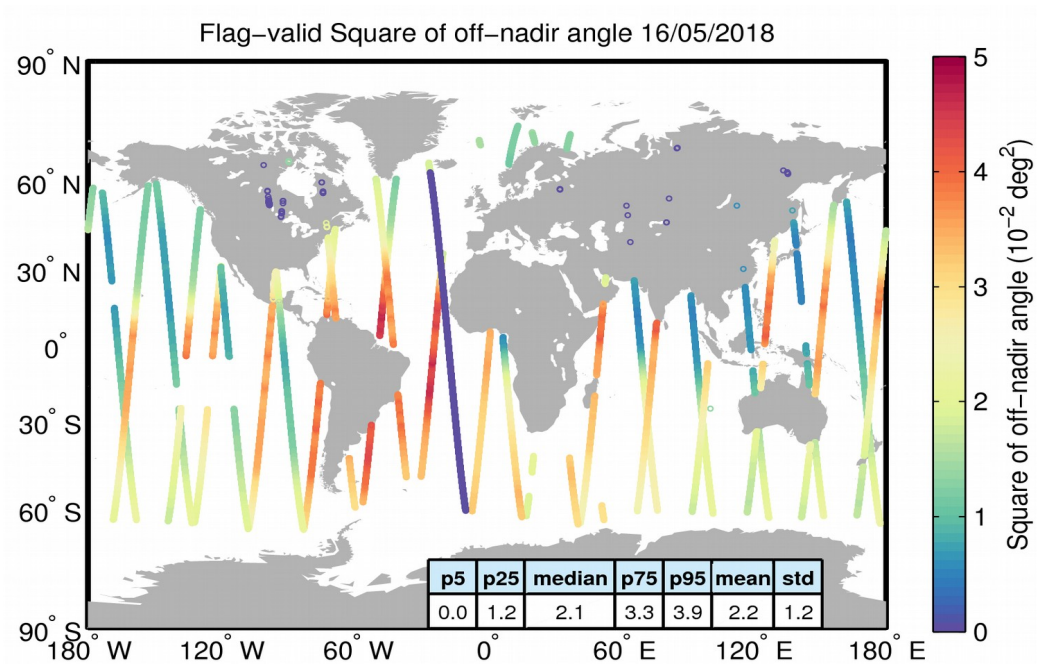 Flag−valid Square of off−nadir angle 16/05/2018
90° N
60° N
30° N
0°
30° S
60° S
90° S
180° W
120° W
60° W
0°
60° E
120° E
180° E
p5 p25 median p75 p95 mean std
0.0 1.2 2.1 3.3 3.9 2.2 1.2
5
4
3
2
1
0
Square of off−nadir angle (10⁻² deg²)